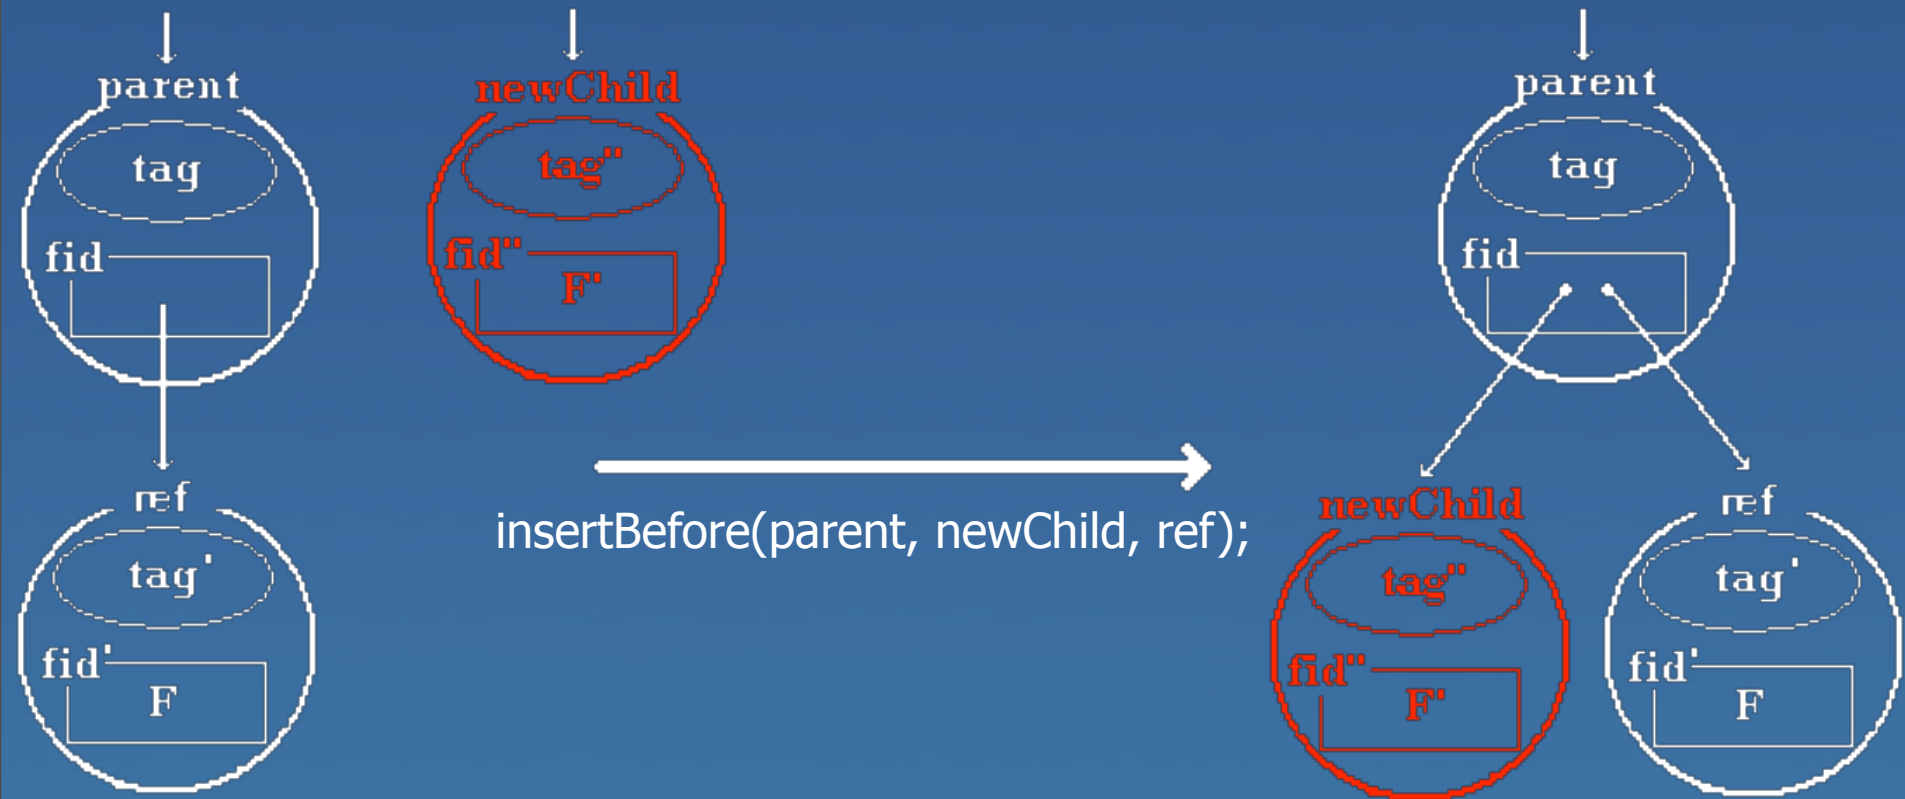 parent
tag
fid
newChild
tag''
fid''
F'
ref
tag'
fid'
F
insertBefore(parent, newChild, ref);
parent
tag
fid
newChild
tag''
fid''
F'
ref
tag'
fid'
F